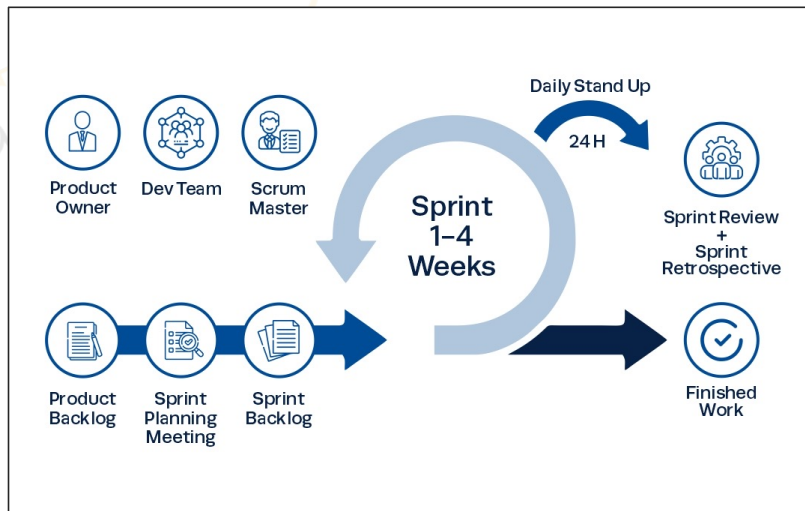 Daily Stand Up
24H
Product
Owner
Dev Team
Scrum
Master
Sprint
1–4
Weeks
Sprint Review
+
Sprint
Retrospective
Product
Backlog
Sprint
Planning
Meeting
Sprint
Backlog
Finished
Work